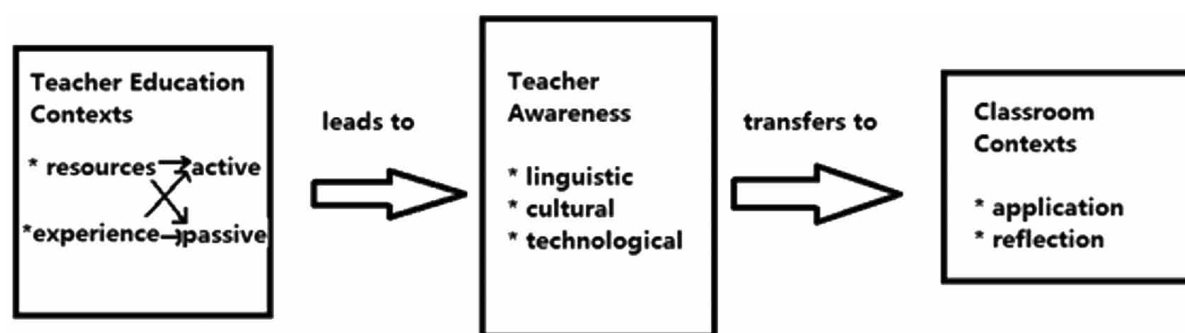 Teacher Education
Contexts
* resources → active
*experience → passive
leads to
Teacher
Awareness
* linguistic
* cultural
* technological
transfers to
Classroom
Contexts
* application
* reflection